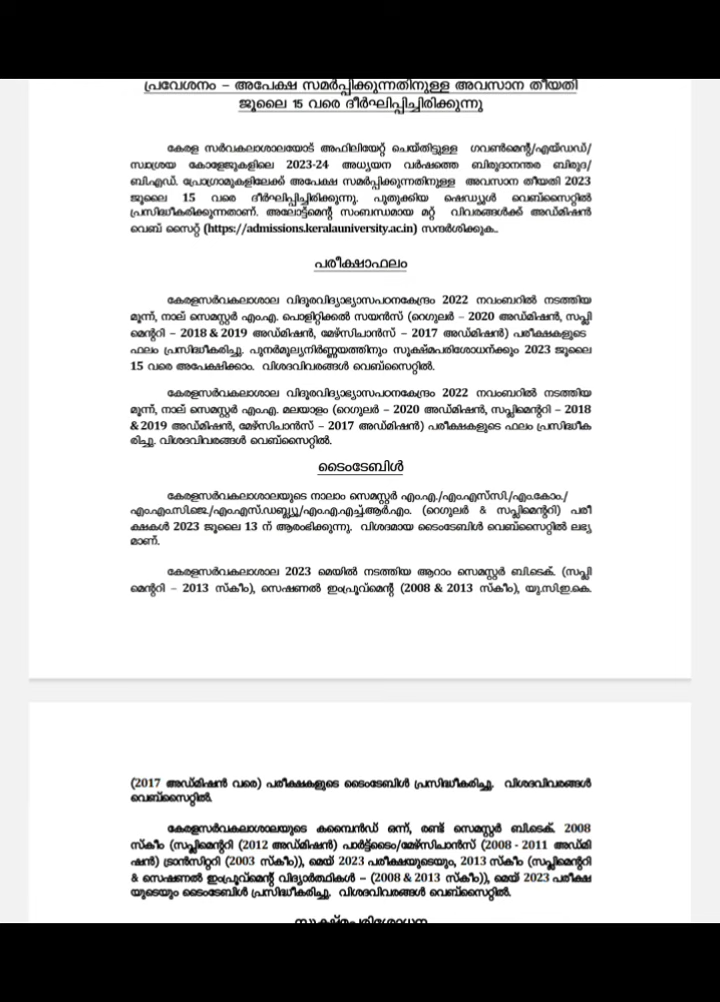 പ്രവേശനം – അപേക്ഷ സമർപ്പിക്കുന്നതിനുള്ള അവസാന തീയതി
ജൂലൈ 15 വരെ ദീർഘിപ്പിച്ചിരിക്കുന്നു
കേരള സർവകലാശാലയോട് അഫിലിയേറ്റ് ചെയ്തിട്ടുള്ള ഗവൺമെന്റ്/എയ്ഡഡ്/
സ്വാശ്രയ കോളേജുകളിലെ 2023-24 അധ്യയന വർഷത്തെ ബിരുദാനന്തര ബിരുദ/
ബി.എഡ്. പ്രോഗ്രാമുകളിലേക്ക് അപേക്ഷ സമർപ്പിക്കുന്നതിനുള്ള അവസാന തീയതി 2023
ജൂലൈ 15 വരെ ദീർഘിപ്പിച്ചിരിക്കുന്നു. പുതുക്കിയ ഷെഡ്യൂൾ വെബ്സൈറ്റിൽ
പ്രസിദ്ധീകരിക്കുന്നതാണ്. അലോട്ട്മെന്റ് സംബന്ധമായ മറ്റ് വിവരങ്ങൾക്ക് അഡ്മിഷൻ
വെബ് സൈറ്റ് (https://admissions.keralauniversity.ac.in) സന്ദർശിക്കുക.
പരീക്ഷാഫലം
കേരളസർവകലാശാല വിദൂരവിദ്യാഭ്യാസപഠനകേന്ദ്രം 2022 നവംബറിൽ നടത്തിയ
മൂന്ന്, നാല് സെമസ്റ്റർ എം.എ. പൊളിറ്റിക്കൽ സയൻസ് (റെഗുലർ – 2020 അഡ്മിഷൻ, സപ്ലി
മെന്ററി – 2018 & 2019 അഡ്മിഷൻ, മേഴ്സിചാൻസ് – 2017 അഡ്മിഷൻ) പരീക്ഷകളുടെ
ഫലം പ്രസിദ്ധീകരിച്ചു. പുനർമൂല്യനിർണ്ണയത്തിനും സൂക്ഷ്മപരിശോധനക്കും 2023 ജൂലൈ
15 വരെ അപേക്ഷിക്കാം. വിശദവിവരങ്ങൾ വെബ്സൈറ്റിൽ.
കേരളസർവകലാശാല വിദൂരവിദ്യാഭ്യാസപഠനകേന്ദ്രം 2022 നവംബറിൽ നടത്തിയ
മൂന്ന്, നാല് സെമസ്റ്റർ എം.എ. മലയാളം (റെഗുലർ – 2020 അഡ്മിഷൻ, സപ്ലിമെന്ററി – 2018
& 2019 അഡ്മിഷൻ, മേഴ്സിചാൻസ് – 2017 അഡ്മിഷൻ) പരീക്ഷകളുടെ ഫലം പ്രസിദ്ധീക
രിച്ചു. വിശദവിവരങ്ങൾ വെബ്സൈറ്റിൽ.
ടൈംടേബിൾ
കേരളസർവകലാശാലയുടെ നാലാം സെമസ്റ്റർ എം.എ./എം.എസ്.സി./എം.കോം./
എം.എം.സി.ജെ./എം.എസ്.ഡബ്ല്യൂ/എം.എ.എച്ച്.ആർ.എം. (റെഗുലർ & സപ്ലിമെന്ററി) പരീ
ക്ഷകൾ 2023 ജൂലൈ 13 ന് ആരംഭിക്കുന്നു. വിശദമായ ടൈംടേബിൾ വെബ്സൈറ്റിൽ ലഭ്യ
മാണ്.
കേരളസർവകലാശാല 2023 മെയിൽ നടത്തിയ ആറാം സെമസ്റ്റർ ബി.ടെക്. (സപ്ലി
മെന്ററി – 2013 സ്കീം), സെഷണൽ ഇംപ്രൂവ്മെന്റ് (2008 & 2013 സ്കീം), യു.സി.ഇ.കെ.
(2017 അഡ്മിഷൻ വരെ) പരീക്ഷകളുടെ ടൈംടേബിൾ പ്രസിദ്ധീകരിച്ചു. വിശദവിവരങ്ങൾ
വെബ്സൈറ്റിൽ.
കേരളസർവകലാശാലയുടെ കമ്പൈൻഡ് ഒന്ന്, രണ്ട് സെമസ്റ്റർ ബി.ടെക്. 2008
സ്കീം (സപ്ലിമെന്ററി (2012 അഡ്മിഷൻ) പാർട്ട്ടൈം/മേഴ്സിചാൻസ് (2008 - 2011 അഡ്മി
ഷൻ) ട്രാൻസിറ്ററി (2003 സ്കീം)), മെയ് 2023 പരീക്ഷയുടെയും, 2013 സ്കീം (സപ്ലിമെന്ററി
& സെഷണൽ ഇംപ്രൂവ്മെന്റ് വിദ്യാർത്ഥികൾ – (2008 & 2013 സ്കീം)), മെയ് 2023 പരീക്ഷ
യുടെയും ടൈംടേബിൾ പ്രസിദ്ധീകരിച്ചു. വിശദവിവരങ്ങൾ വെബ്സൈറ്റിൽ.
സൂക്ഷ്മപരിശോധന